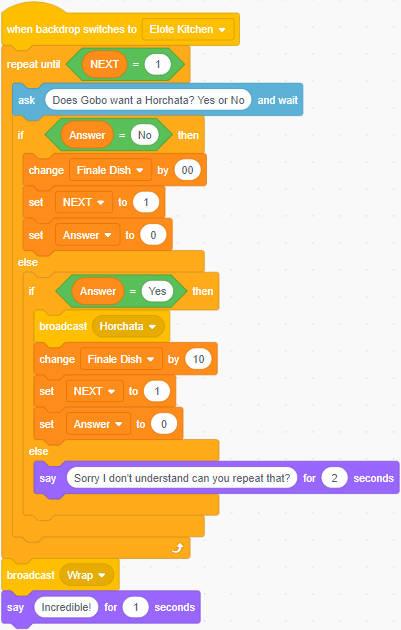 when backdrop switches to Elote Kitchen
repeat until NEXT = 1
ask Does Gobo want a Horchata? Yes or No and wait
if Answer = No then
change Finale Dish by 00
set NEXT to 1
set Answer to 0
else
if Answer = Yes then
broadcast Horchata
change Finale Dish by 10
set NEXT to 1
set Answer to 0
else
say Sorry I don't understand can you repeat that? for 2 seconds
broadcast Wrap
say Incredible! for 1 seconds